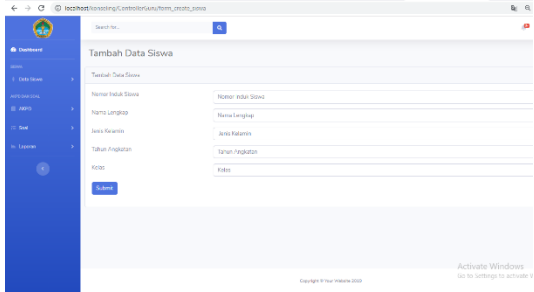 localhost/konseling/ControllerGuru/form_create_siswa
Search for...
Dashboard
Tambah Data Siswa
Tambah Data Siswa
Data Siswa
Nomor Induk Siswa
Nomor Induk Siswa
Nama Lengkap
Nama Lengkap
AKPD
Jenis Kelamin
Jenis Kelamin
Soal
Tahun Angkatan
Tahun Angkatan
Laporan
Kelas
Kelas
Submit
Activate Windows
Go to Settings to activate
Copyright © Your Website 2020